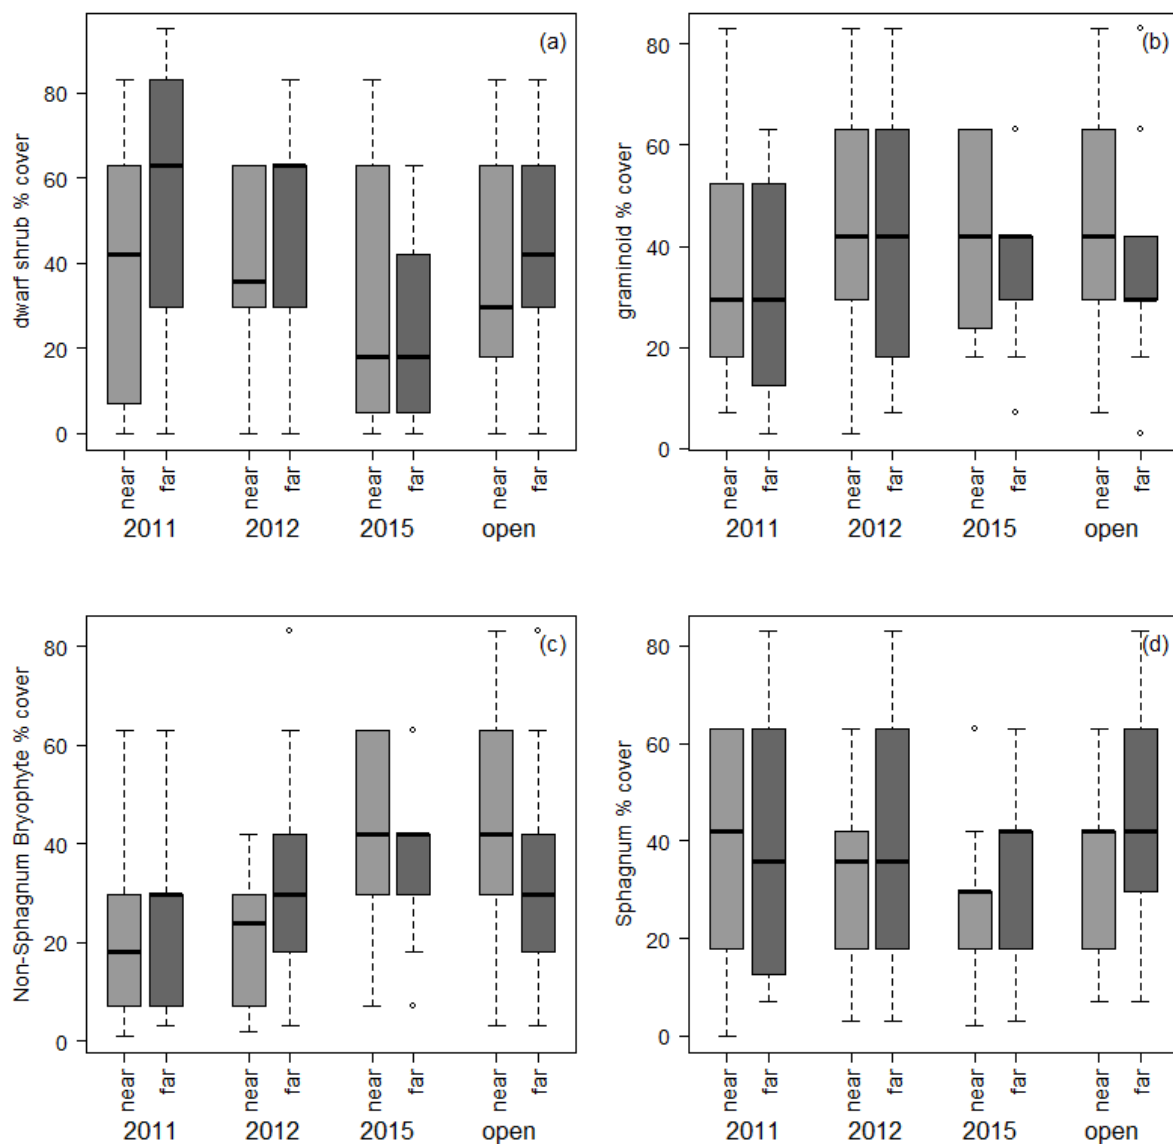 (a)
dwarf shrub % cover
80
60
40
20
0
near far near far near far near far
2011 2012 2015 open
(b)
graminoid % cover
80
60
40
20
0
near far near far near far near far
2011 2012 2015 open
(c)
Non-Sphagnum Bryophyte % cover
80
60
40
20
0
near far near far near far near far
2011 2012 2015 open
(d)
Sphagnum % cover
80
60
40
20
0
near far near far near far near far
2011 2012 2015 open